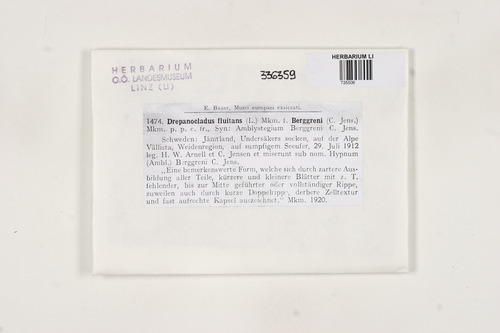 HERBARIUM
O.Ö. LANDESMUSEUM
LINZ (LI)
336359
HERBARIUM LI
E. Bauer, Musci europaei exsiccati.
1474. Drepanocladus fluitans (L.) Mkm. f. Berggreni (C. Jens.)
Mkm. p. p. c. fr., Syn: Amblystegium Berggreni C. Jens.
Schweden: Jämtland, Undersåkers socken, auf der Alpe
Vällista, Weidenregion, auf sumpfigem Seeufer, 29. Juli 1912
leg. H. W. Arnell et C. Jensen et miserunt sub nom. Hypnum
(Ambl.) Berggreni C. Jens.
„Eine bemerkenswerte Form, welche sich durch zartere Aus-
bildung aller Teile, kürzere und kleinere Blätter mit z. T.
fehlender, bis zur Mitte geführter oder vollständiger Rippe,
zuweilen auch durch kurze Doppelrippe, derbere Zelltextur
und fast aufrechte Kapsel auszeichnet." Mkm. 1920.